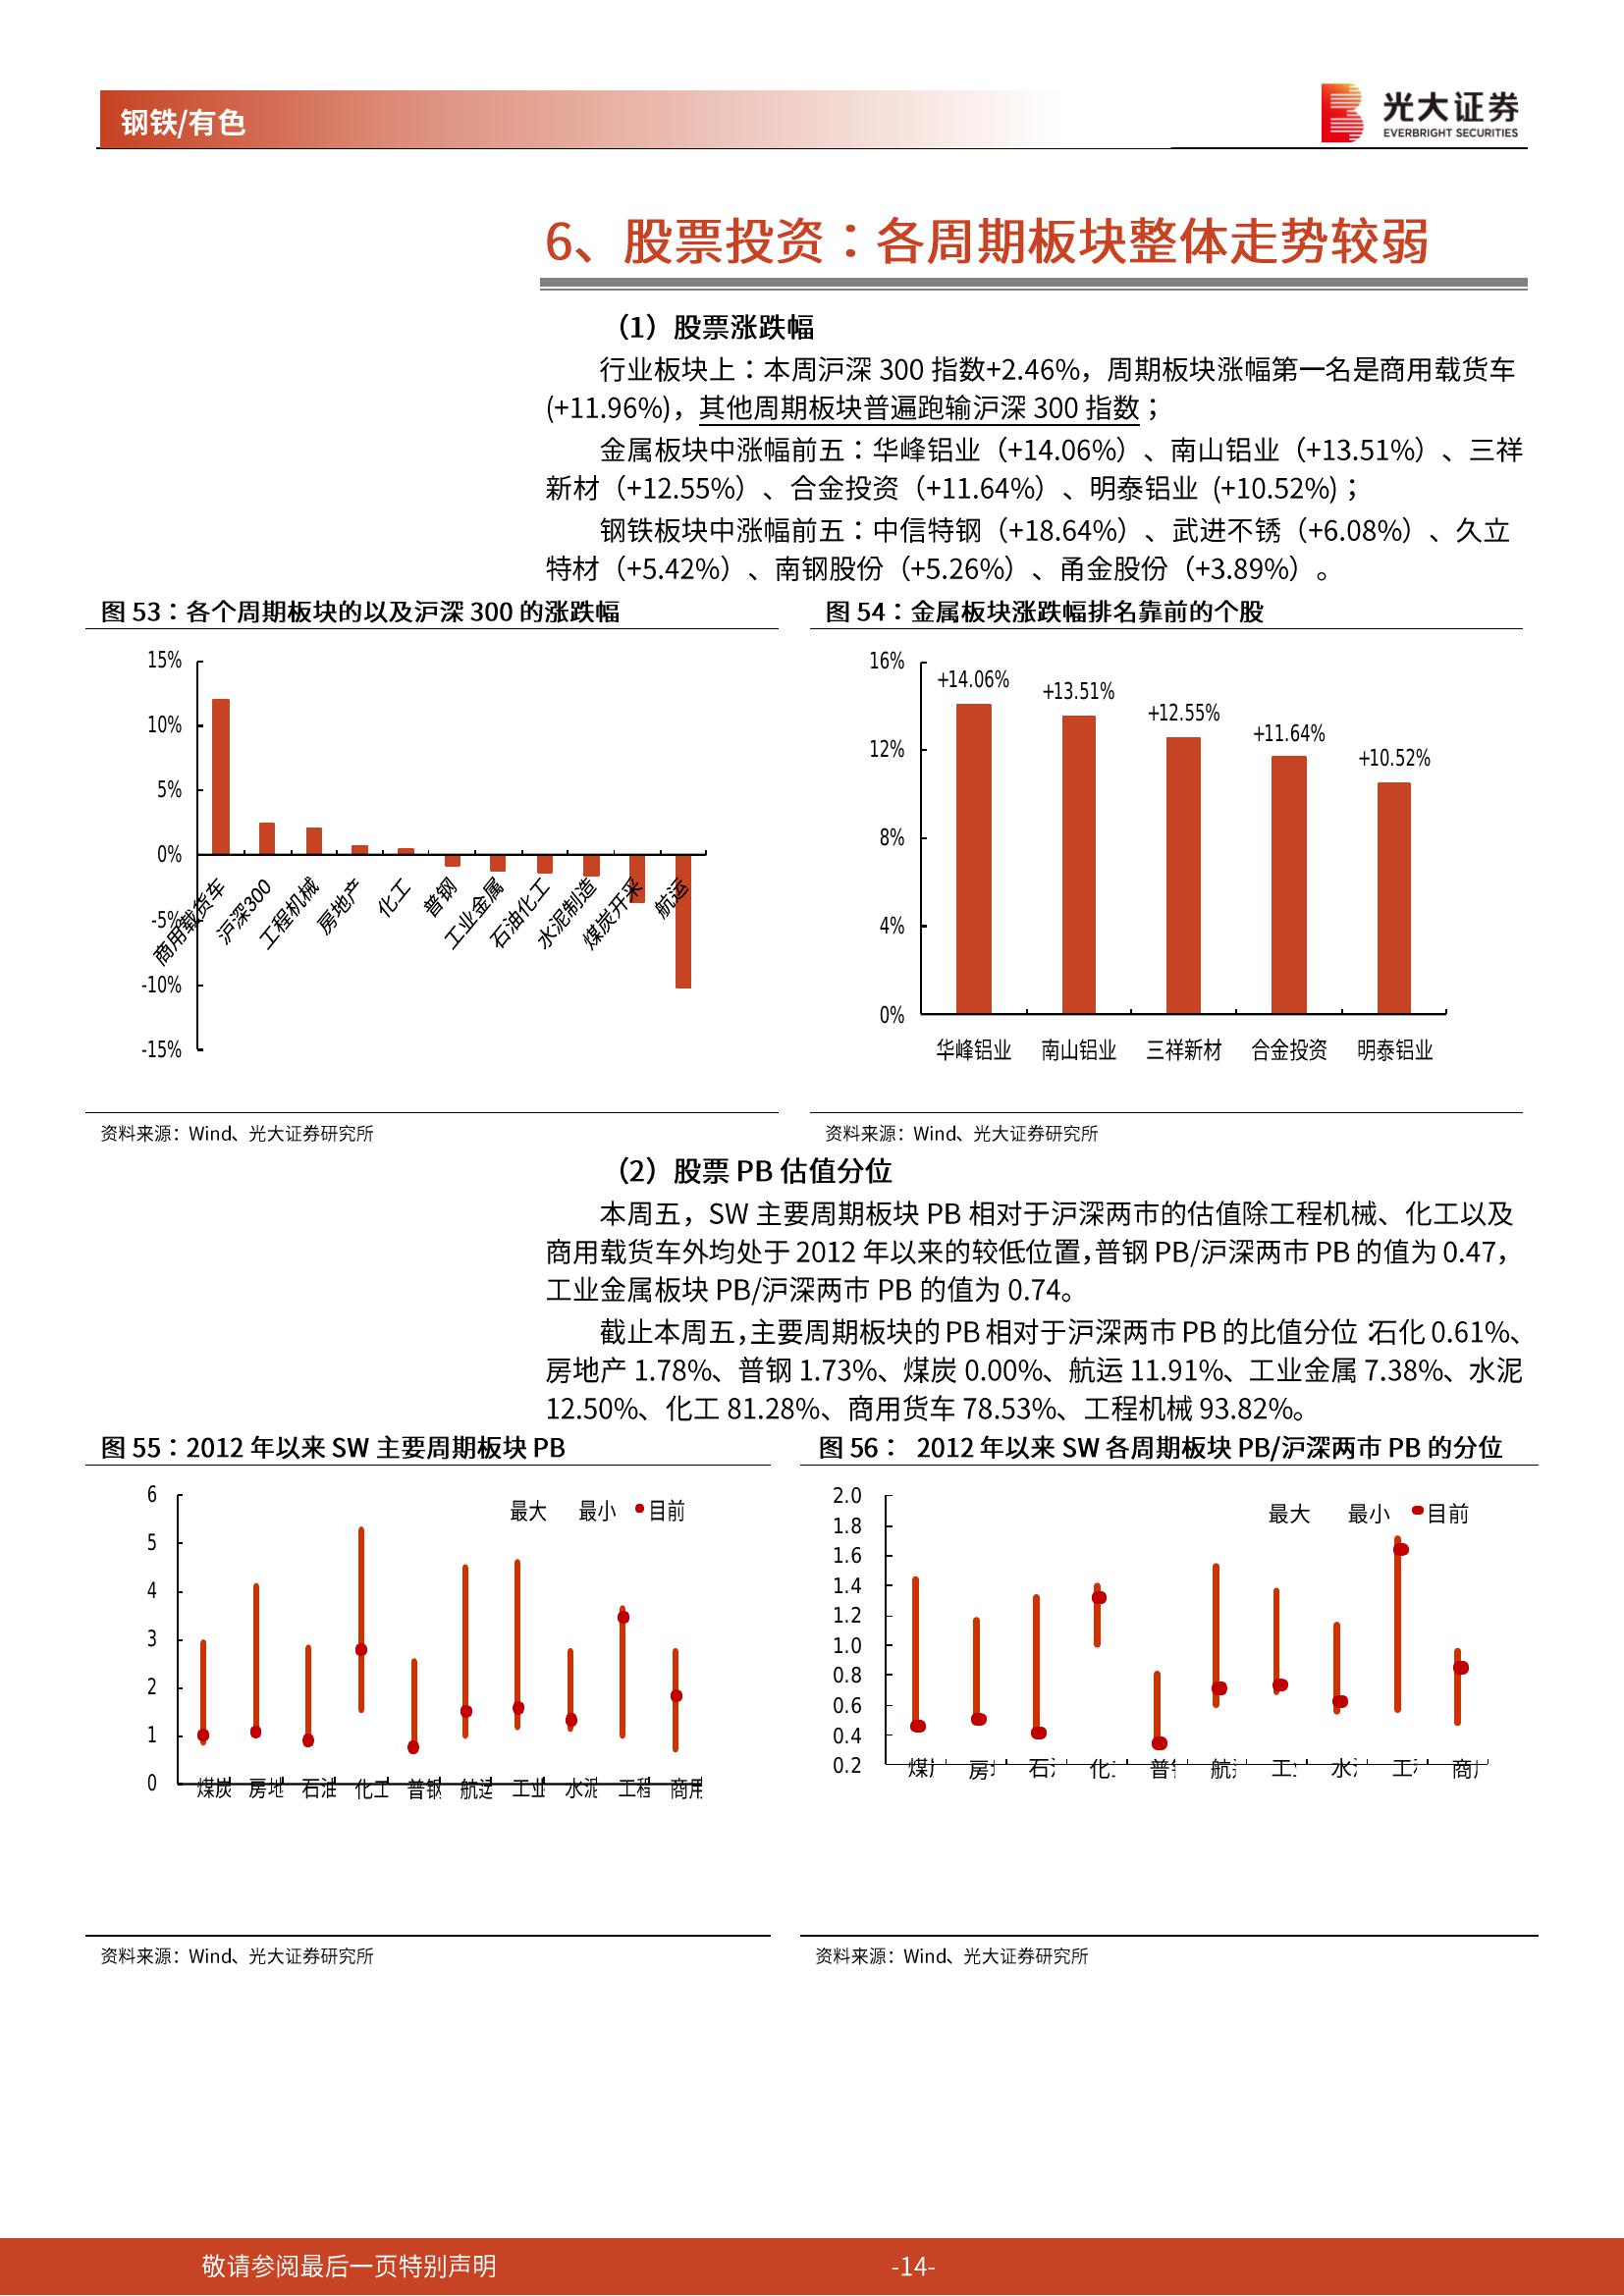 钢铁/有色
光大证券
EVERBRIGHT SECURITIES
6、股票投资：各周期板块整体走势较弱
（1）股票涨跌幅
行业板块上：本周沪深 300 指数+2.46%，周期板块涨幅第一名是商用载货车
(+11.96%)，其他周期板块普遍跑输沪深 300 指数；
金属板块中涨幅前五：华峰铝业（+14.06%）、南山铝业（+13.51%）、三祥
新材（+12.55%）、合金投资（+11.64%）、明泰铝业 (+10.52%)；
钢铁板块中涨幅前五：中信特钢（+18.64%）、武进不锈（+6.08%）、久立
特材（+5.42%）、南钢股份（+5.26%）、甬金股份（+3.89%）。
图 53：各个周期板块的以及沪深 300 的涨跌幅
15%
10%
5%
0%
-5%
-10%
-15%
商用载货车
沪深300
工程机械
房地产
化工
普钢
工业金属
石油化工
水泥制造
煤炭开采
航运
资料来源：Wind、光大证券研究所
图 54：金属板块涨跌幅排名靠前的个股
16%
12%
8%
4%
0%
+14.06%
+13.51%
+12.55%
+11.64%
+10.52%
华峰铝业 南山铝业 三祥新材 合金投资 明泰铝业
资料来源：Wind、光大证券研究所
（2）股票 PB 估值分位
本周五，SW 主要周期板块 PB 相对于沪深两市的估值除工程机械、化工以及
商用载货车外均处于 2012 年以来的较低位置，普钢 PB/沪深两市 PB 的值为 0.47，
工业金属板块 PB/沪深两市 PB 的值为 0.74。
截止本周五，主要周期板块的 PB 相对于沪深两市 PB 的比值分位：石化 0.61%、
房地产 1.78%、普钢 1.73%、煤炭 0.00%、航运 11.91%、工业金属 7.38%、水泥
12.50%、化工 81.28%、商用货车 78.53%、工程机械 93.82%。
图 55：2012 年以来 SW 主要周期板块 PB
6
5
4
3
2
1
0
最大 最小 目前
煤炭 房地 石油 化工 普钢 航运 工业 水泥 工程 商用
资料来源：Wind、光大证券研究所
图 56： 2012 年以来 SW 各周期板块 PB/沪深两市 PB 的分位
2.0
1.8
1.6
1.4
1.2
1.0
0.8
0.6
0.4
0.2
最大 最小 目前
煤 房 石 化 普 航 工 水 工 商
资料来源：Wind、光大证券研究所
敬请参阅最后一页特别声明
-14-